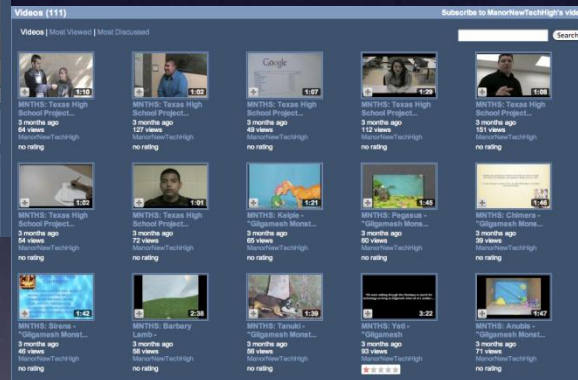 Videos (111)
Subscribe to ManorNewTechHigh's vide
Videos | Most Viewed | Most Discussed
Search
Google
1:10
1:02
1:07
1:29
1:08
MNTHS: Texas High School Project...
3 months ago
64 views
ManorNewTechHigh
no rating
MNTHS: Texas High School Project...
3 months ago
127 views
ManorNewTechHigh
no rating
MNTHS: Texas High School Project...
3 months ago
49 views
ManorNewTechHigh
no rating
MNTHS: Texas High School Project...
3 months ago
112 views
ManorNewTechHigh
no rating
MNTHS: Texas High School Project...
3 months ago
151 views
ManorNewTechHigh
no rating
1:02
1:01
1:21
1:45
1:46
MNTHS: Texas High School Project...
3 months ago
54 views
ManorNewTechHigh
no rating
MNTHS: Texas High School Project...
3 months ago
72 views
ManorNewTechHigh
no rating
MNTHS: Kelpie - "Gilgamesh Monst...
3 months ago
65 views
ManorNewTechHigh
no rating
MNTHS: Pegasus - "Gilgamesh Mons...
3 months ago
60 views
ManorNewTechHigh
no rating
MNTHS: Chimera - "Gilgamesh Mons...
3 months ago
39 views
ManorNewTechHigh
no rating
1:42
2:38
1:39
3:22
1:47
MNTHS: Sirens - "Gilgamesh Monst...
3 months ago
46 views
ManorNewTechHigh
no rating
MNTHS: Barbary Lamb -
3 months ago
58 views
ManorNewTechHigh
no rating
MNTHS: Tanuki - "Gilgamesh Monst...
3 months ago
56 views
ManorNewTechHigh
no rating
MNTHS: Yeti - "Gilgamesh
3 months ago
93 views
ManorNewTechHigh
MNTHS: Anubis - "Gilgamesh Monst...
3 months ago
71 views
ManorNewTechHigh
no rating